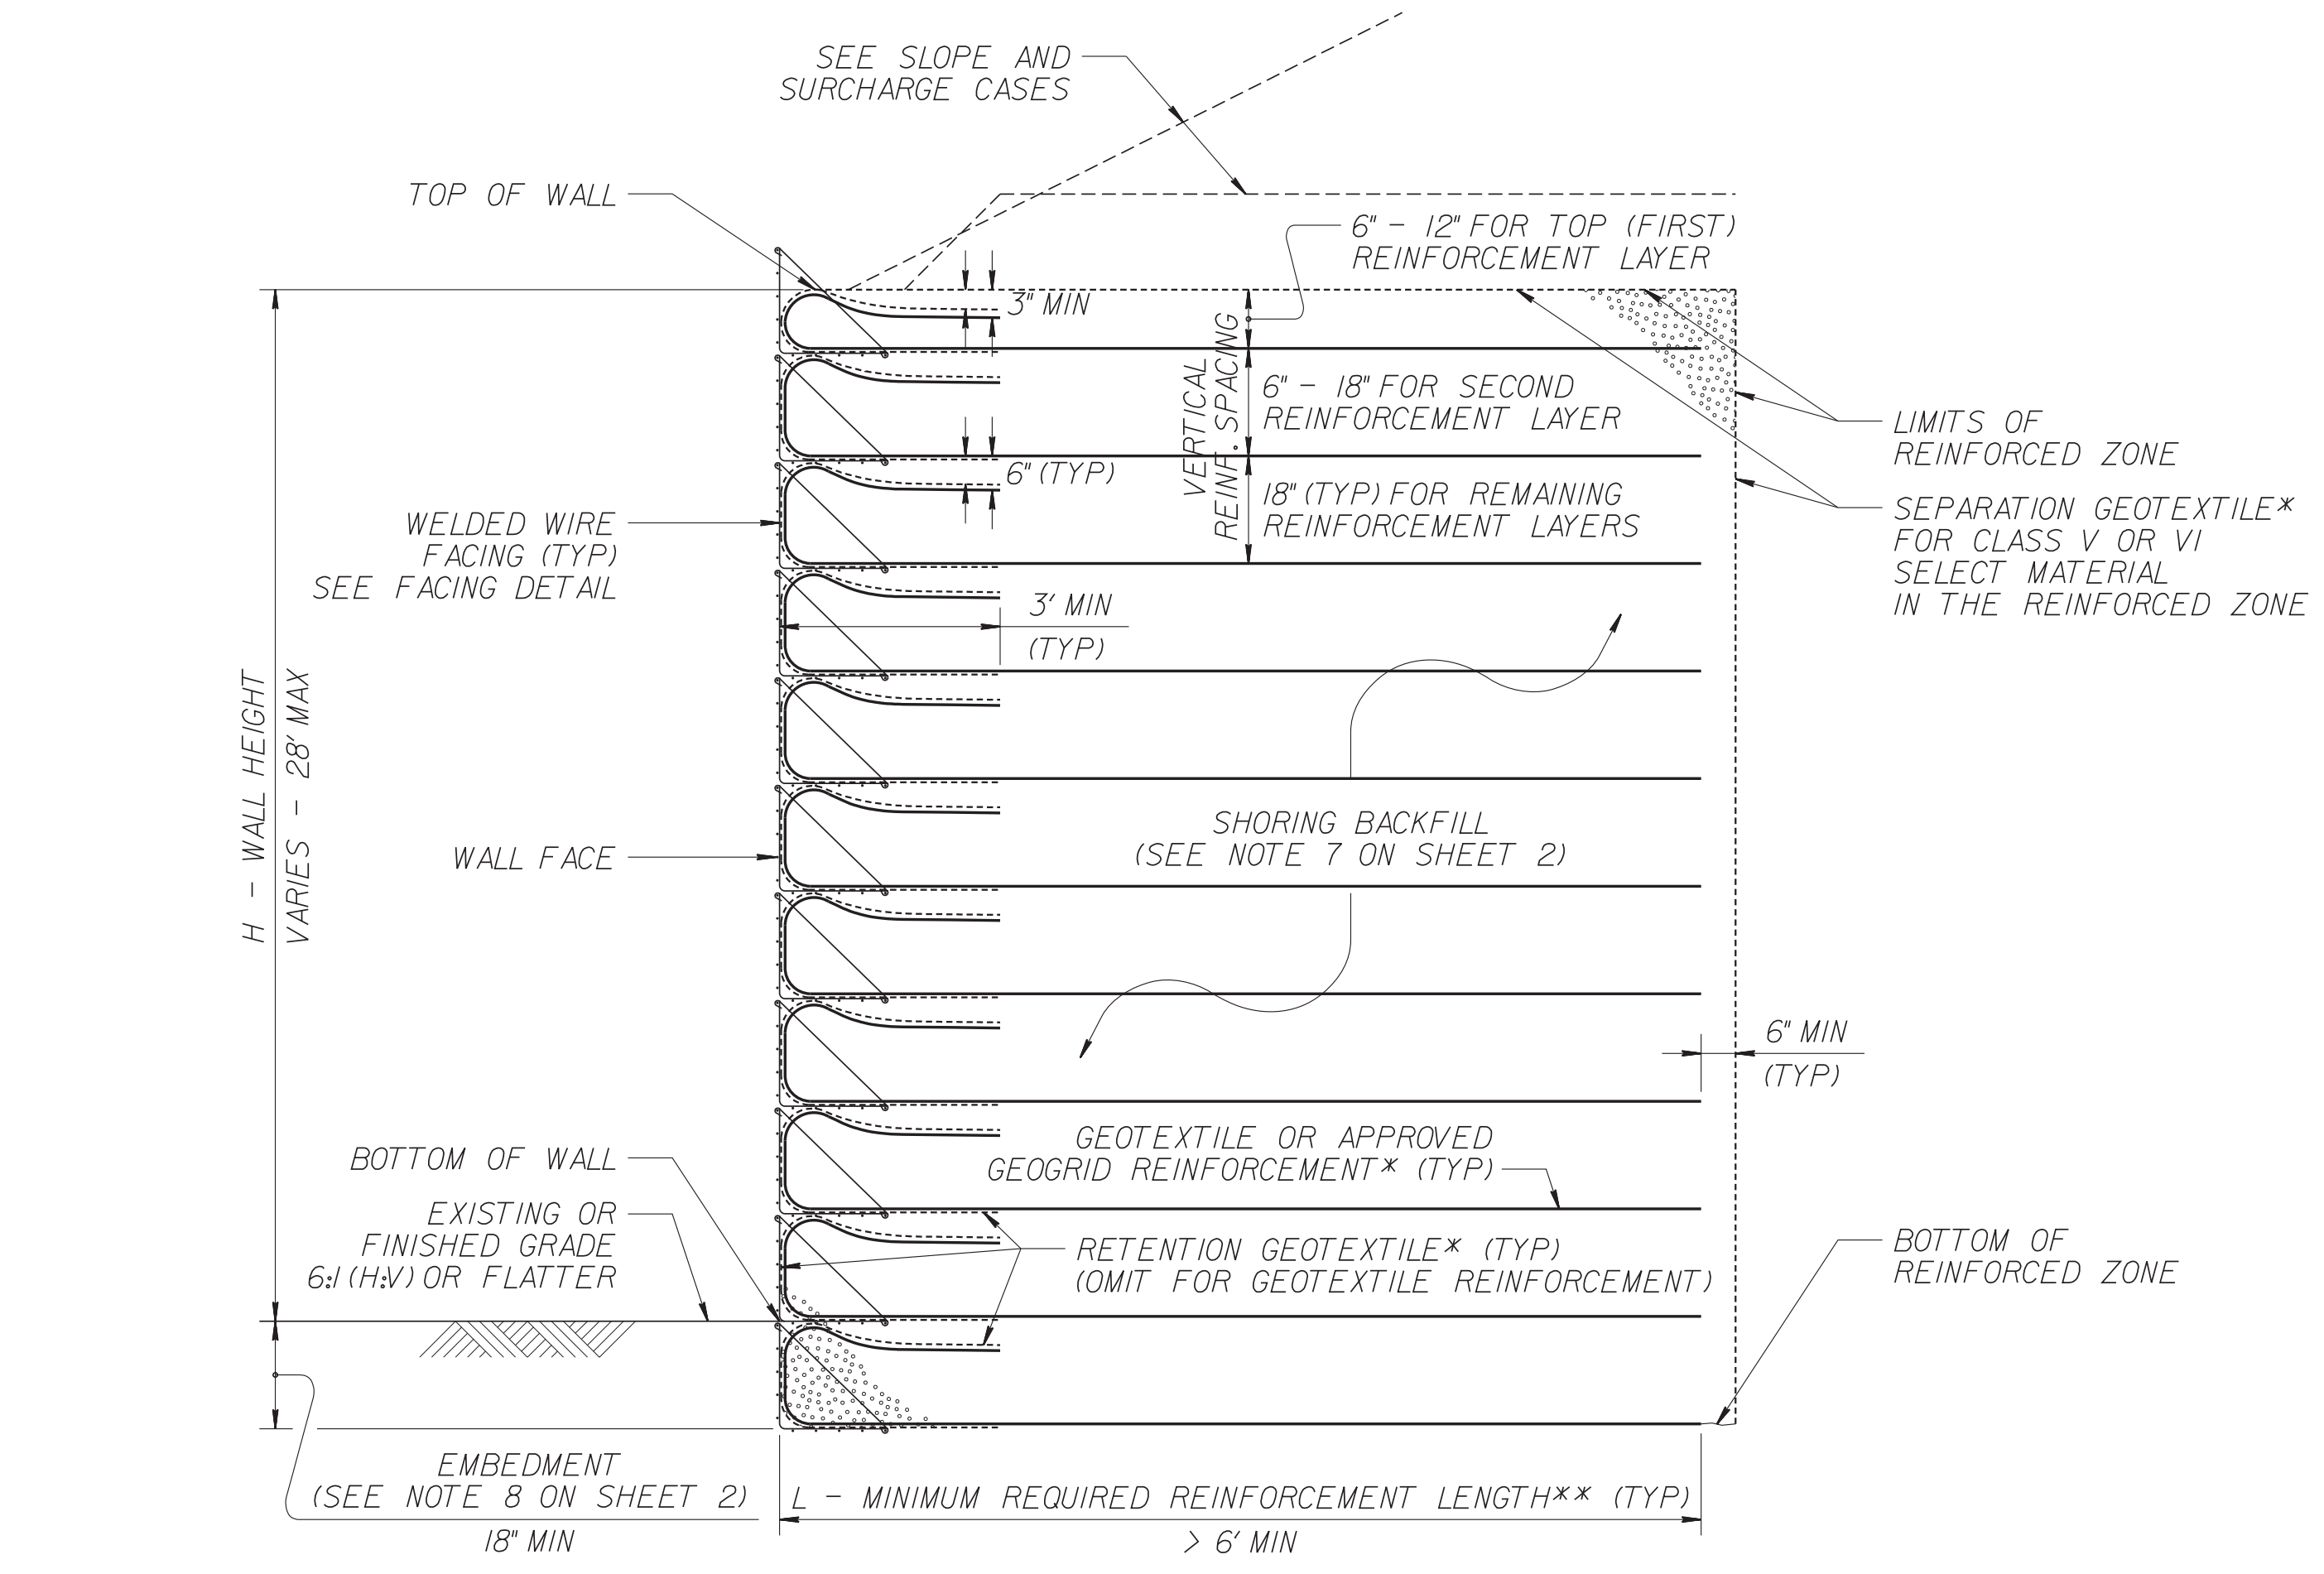 SEE SLOPE AND
SURCHARGE CASES
TOP OF WALL
6" - 12" FOR TOP (FIRST)
REINFORCEMENT LAYER
3" MIN
VERTICAL
REINF. SPACING
6" - 18" FOR SECOND
REINFORCEMENT LAYER
LIMITS OF
REINFORCED ZONE
6" (TYP)
18" (TYP) FOR REMAINING
REINFORCEMENT LAYERS
SEPARATION GEOTEXTILE*
FOR CLASS V OR VI
SELECT MATERIAL
IN THE REINFORCED ZONE
WELDED WIRE
FACING (TYP)
SEE FACING DETAIL
3' MIN
(TYP)
H - WALL HEIGHT
VARIES - 28' MAX
WALL FACE
SHORING BACKFILL
(SEE NOTE 7 ON SHEET 2)
6" MIN
(TYP)
GEOTEXTILE OR APPROVED
GEOGRID REINFORCEMENT* (TYP)
BOTTOM OF WALL
EXISTING OR
FINISHED GRADE
6:1 (H:V) OR FLATTER
RETENTION GEOTEXTILE* (TYP)
(OMIT FOR GEOTEXTILE REINFORCEMENT)
BOTTOM OF
REINFORCED ZONE
EMBEDMENT
(SEE NOTE 8 ON SHEET 2)
18" MIN
L - MINIMUM REQUIRED REINFORCEMENT LENGTH** (TYP)
> 6' MIN